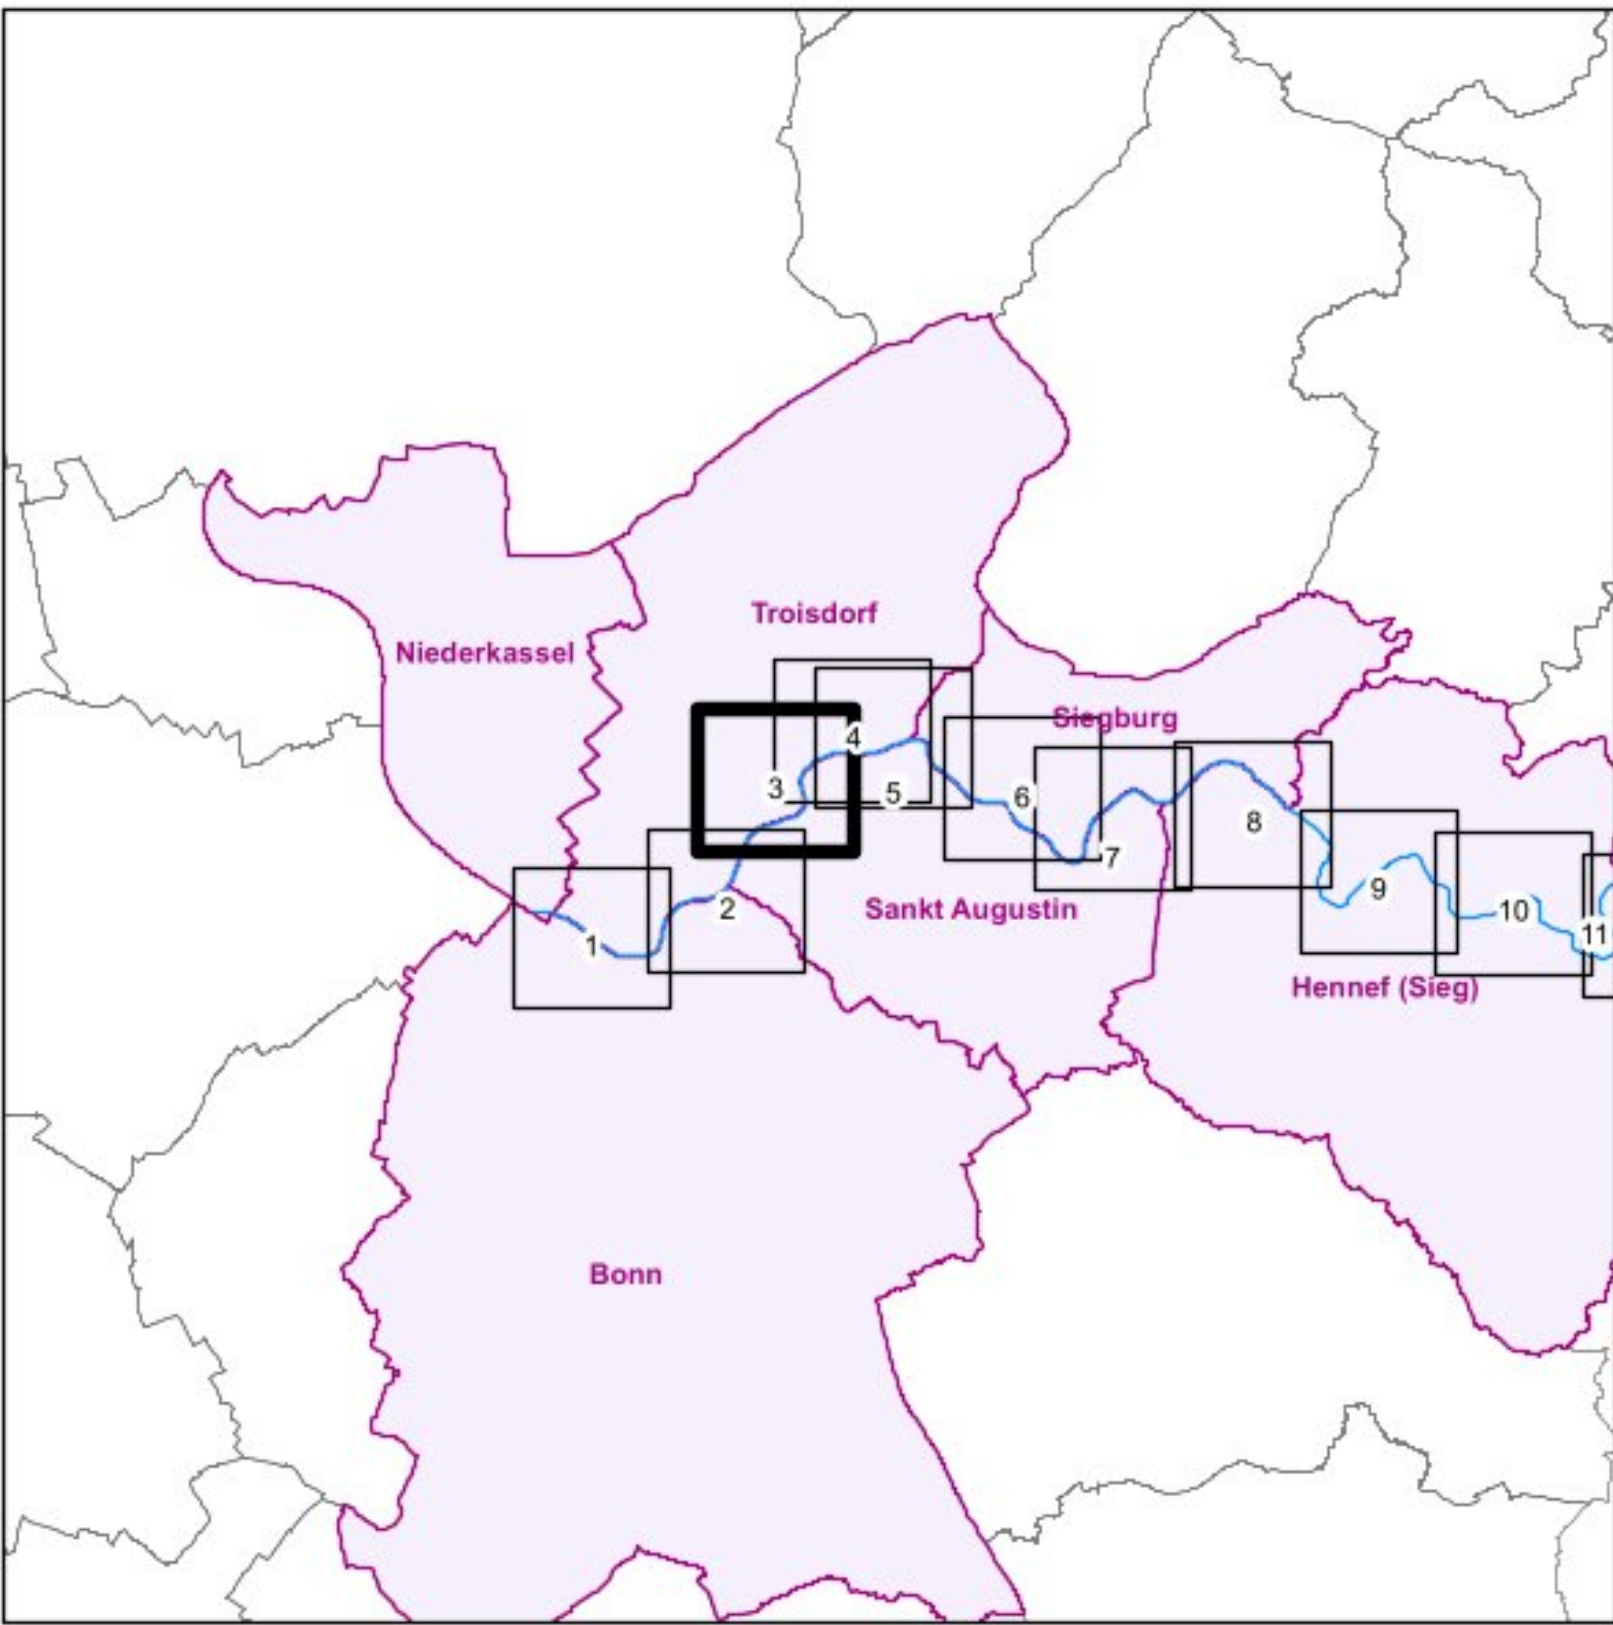 Troisdorf
Niederkassel
Siegburg
4
3
5
6
8
7
9
2
Sankt Augustin
10
1
11
Hennef (Sieg)
Bonn